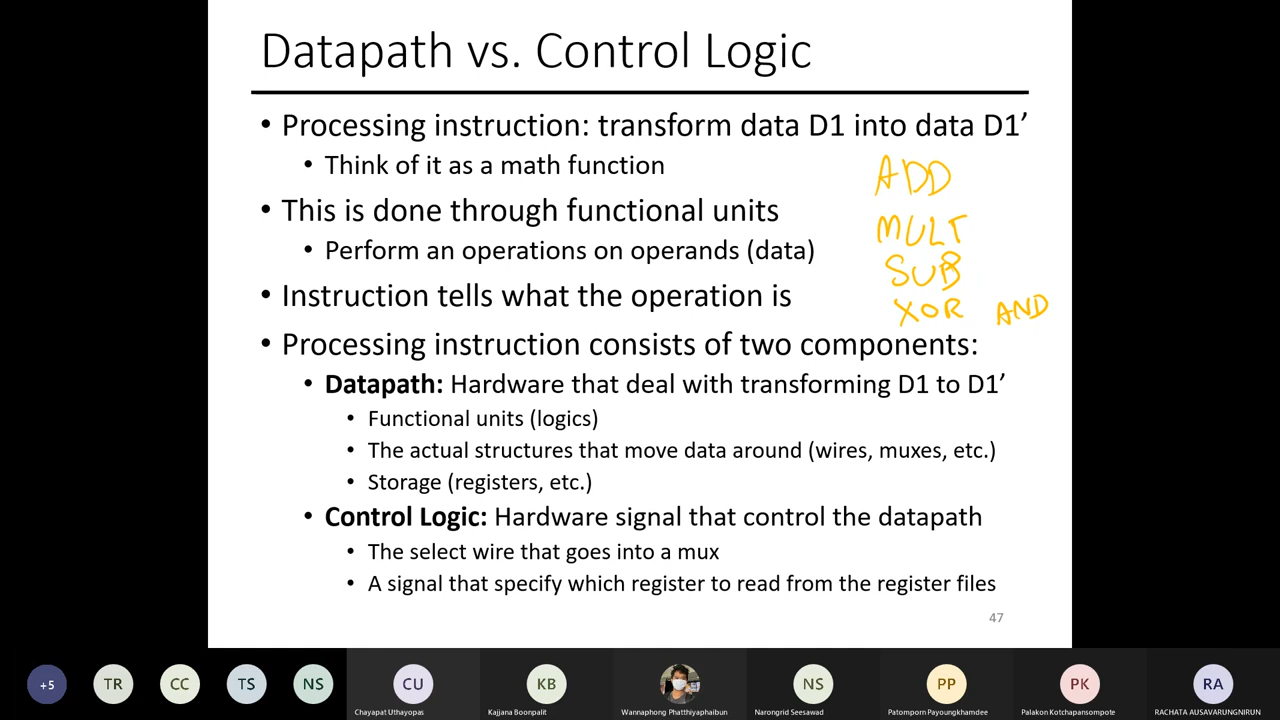 Datapath vs. Control Logic
• Processing instruction: transform data D1 into data D1’
• Think of it as a math function
ADD
• This is done through functional units
MULT
• Perform an operations on operands (data)
SUB
• Instruction tells what the operation is
XOR AND
• Processing instruction consists of two components:
• Datapath: Hardware that deal with transforming D1 to D1’
• Functional units (logics)
• The actual structures that move data around (wires, muxes, etc.)
• Storage (registers, etc.)
• Control Logic: Hardware signal that control the datapath
• The select wire that goes into a mux
• A signal that specify which register to read from the register files
47
+5 TR CC TS NS CU KB NS PP PK RA
Chayapat Uthayopas Kajjana Boonpalit Wannaphong Phatthiyaphaibun Narongrid Seesawad Patomporn Payoungkhamdee Palakon Kotchapansompote RACHATA AUSAVARUNGNIRUN